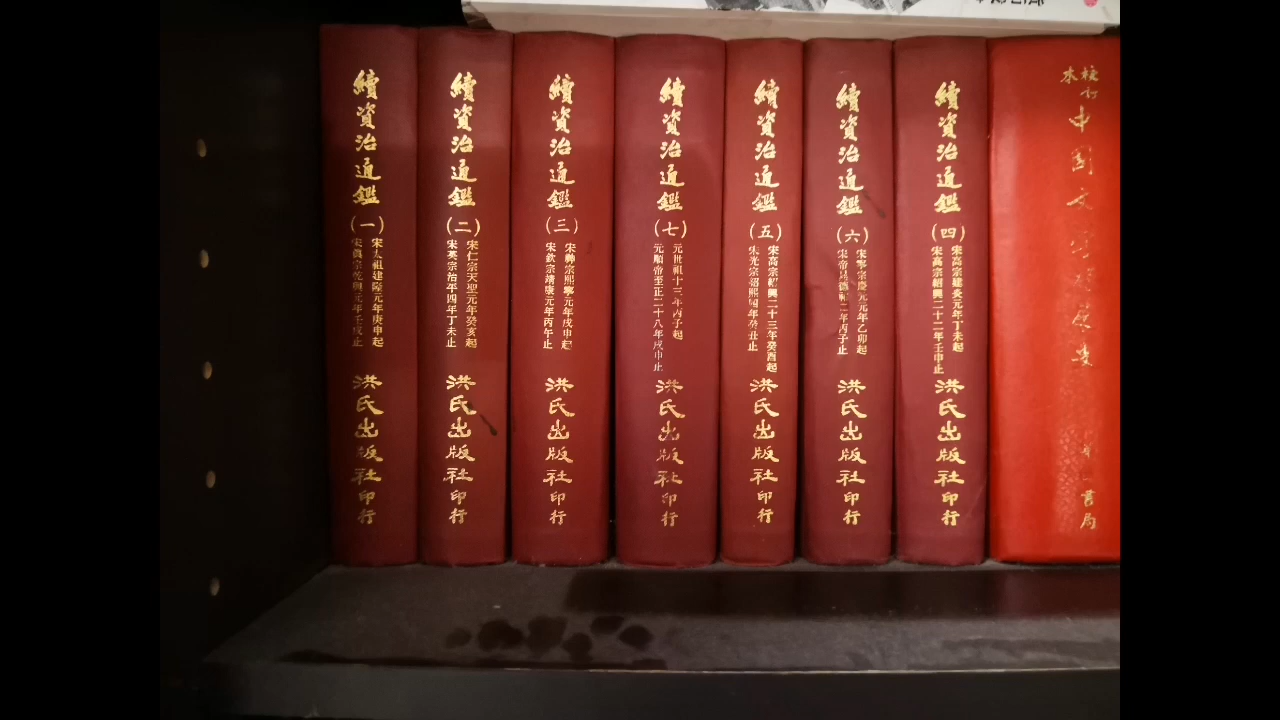 續資治通鑑
(一)
宋太祖建隆元年庚申起
宋眞宗乾興元年壬戌止
洪氏出版社印行
續資治通鑑
(二)
宋仁宗天聖元年癸亥起
宋英宗治平四年丁未止
洪氏出版社印行
續資治通鑑
(三)
宋神宗熙寧元年戊申起
宋欽宗靖康元年丙午止
洪氏出版社印行
續資治通鑑
(七)
元世祖十三年丙子起
元順帝至正二十八年戊申止
洪氏出版社印行
續資治通鑑
(五)
宋高宗紹興二十三年癸酉起
宋光宗紹熙四年癸丑止
洪氏出版社印行
續資治通鑑
(六)
宋寧宗慶元元年乙卯起
宋帝㬎德祐二年丙子止
洪氏出版社印行
續資治通鑑
(四)
宋高宗建炎元年丁未起
宋高宗紹興二十二年壬申止
洪氏出版社印行
校訂本
中國文學發展史
書局